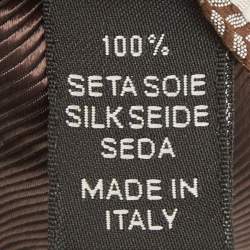 100%
SETA SOIE
SILK SEIDE
SEDA
MADE IN
ITALY